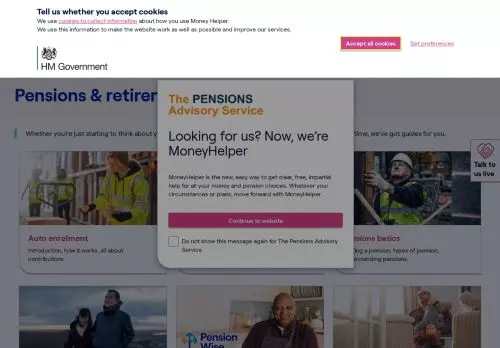 Tell us whether you accept cookies
We use cookies to collect information about how you use Money Helper.
We use this information to make the website work as well as possible and improve our services.
Accept all cookies
Set preferences
HM Government
Pensions & retirem
The PENSIONS
Advisory Service
Looking for us? Now, we're
MoneyHelper
Whether you're just starting to think about yo
time, we've got guides for you.
Talk to
us live
MoneyHelper is the new, easy way to get clear, free, impartial
help for all your money and pension choices. Whatever your
circumstances or plans, move forward with MoneyHelper.
Continue to website
Do not show this message again for The Pensions Advisory
Service
Auto enrolment
Introduction, how it works, all about
contributions
nsions basics
ing a pension, types of pension,
erstanding pensions.
Pension
Wise